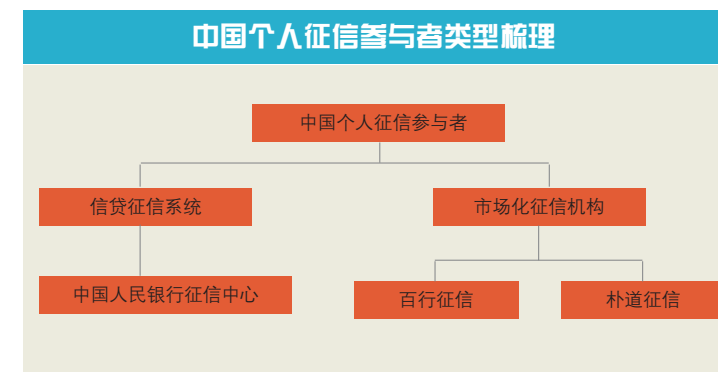 中国个人征信参与者类型梳理
中国个人征信参与者
信贷征信系统
市场化征信机构
中国人民银行征信中心
百行征信
朴道征信